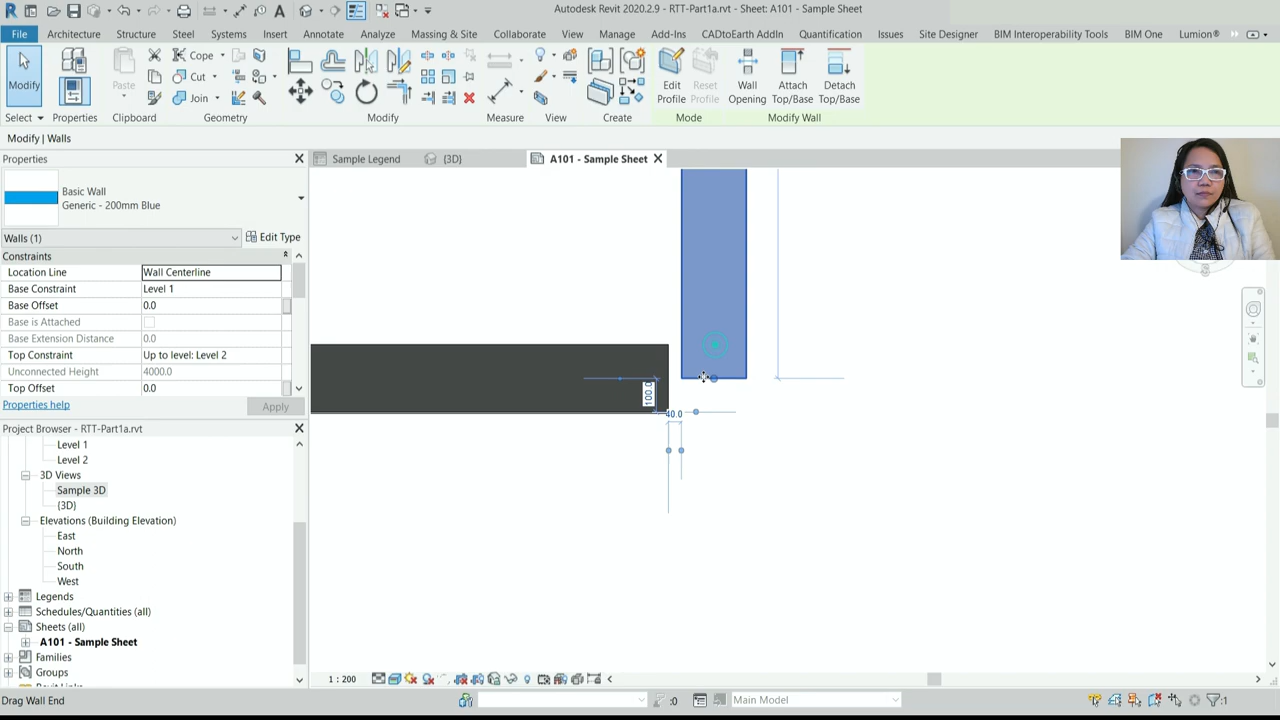 Autodesk Revit 2020.2.9 - RTT-Part1a.rvt - Sheet: A101 - Sample Sheet
File Architecture Structure Steel Systems Insert Annotate Analyze Massing & Site Collaborate View Manage Add-Ins CADtoEarth AddIn Quantification Issues Site Designer BIM Interoperability Tools BIM One Lumion®
Modify Properties Paste Cope Cut Join Edit Profile Reset Profile Wall Opening Attach Top/Base Detach Top/Base
Select Properties Clipboard Geometry Modify Measure View Create Mode Modify Wall
Modify | Walls
Properties
Sample Legend {3D} A101 - Sample Sheet
Basic Wall
Generic - 200mm Blue
Walls (1) Edit Type
Constraints
Location Line Wall Centerline
Base Constraint Level 1
Base Offset 0.0
Base is Attached
Base Extension Distance 0.0
Top Constraint Up to level: Level 2
Unconnected Height 4000.0
Top Offset 0.0
Properties help Apply
100.0
40.0
Project Browser - RTT-Part1a.rvt
Level 1
Level 2
3D Views
Sample 3D
{3D}
Elevations (Building Elevation)
East
North
South
West
Legends
Schedules/Quantities (all)
Sheets (all)
A101 - Sample Sheet
Families
Groups
1 : 200
Drag Wall End :0 Main Model :1